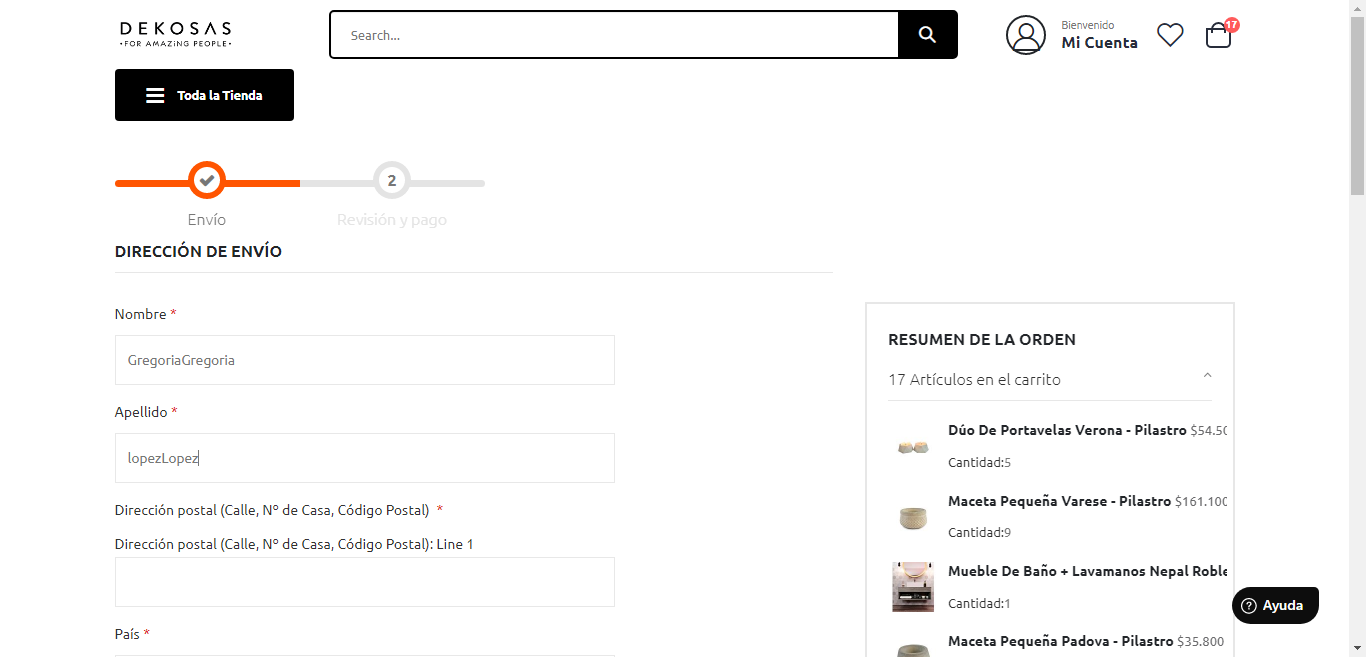 DEKOSAS
•FOR AMAZING PEOPLE•
Search...
Bienvenido
Mi Cuenta
17
Toda la Tienda
2
Envío
Revisión y pago
DIRECCIÓN DE ENVÍO
Nombre *
GregoriaGregoria
Apellido *
lopezLopez
Dirección postal (Calle, Nº de Casa, Código Postal) *
Dirección postal (Calle, Nº de Casa, Código Postal): Line 1
País *
RESUMEN DE LA ORDEN
17 Artículos en el carrito
Dúo De Portavelas Verona - Pilastro $54.50
Cantidad:5
Maceta Pequeña Varese - Pilastro $161.100
Cantidad:9
Mueble De Baño + Lavamanos Nepal Roble
Cantidad:1
Maceta Pequeña Padova - Pilastro $35.800
Ayuda